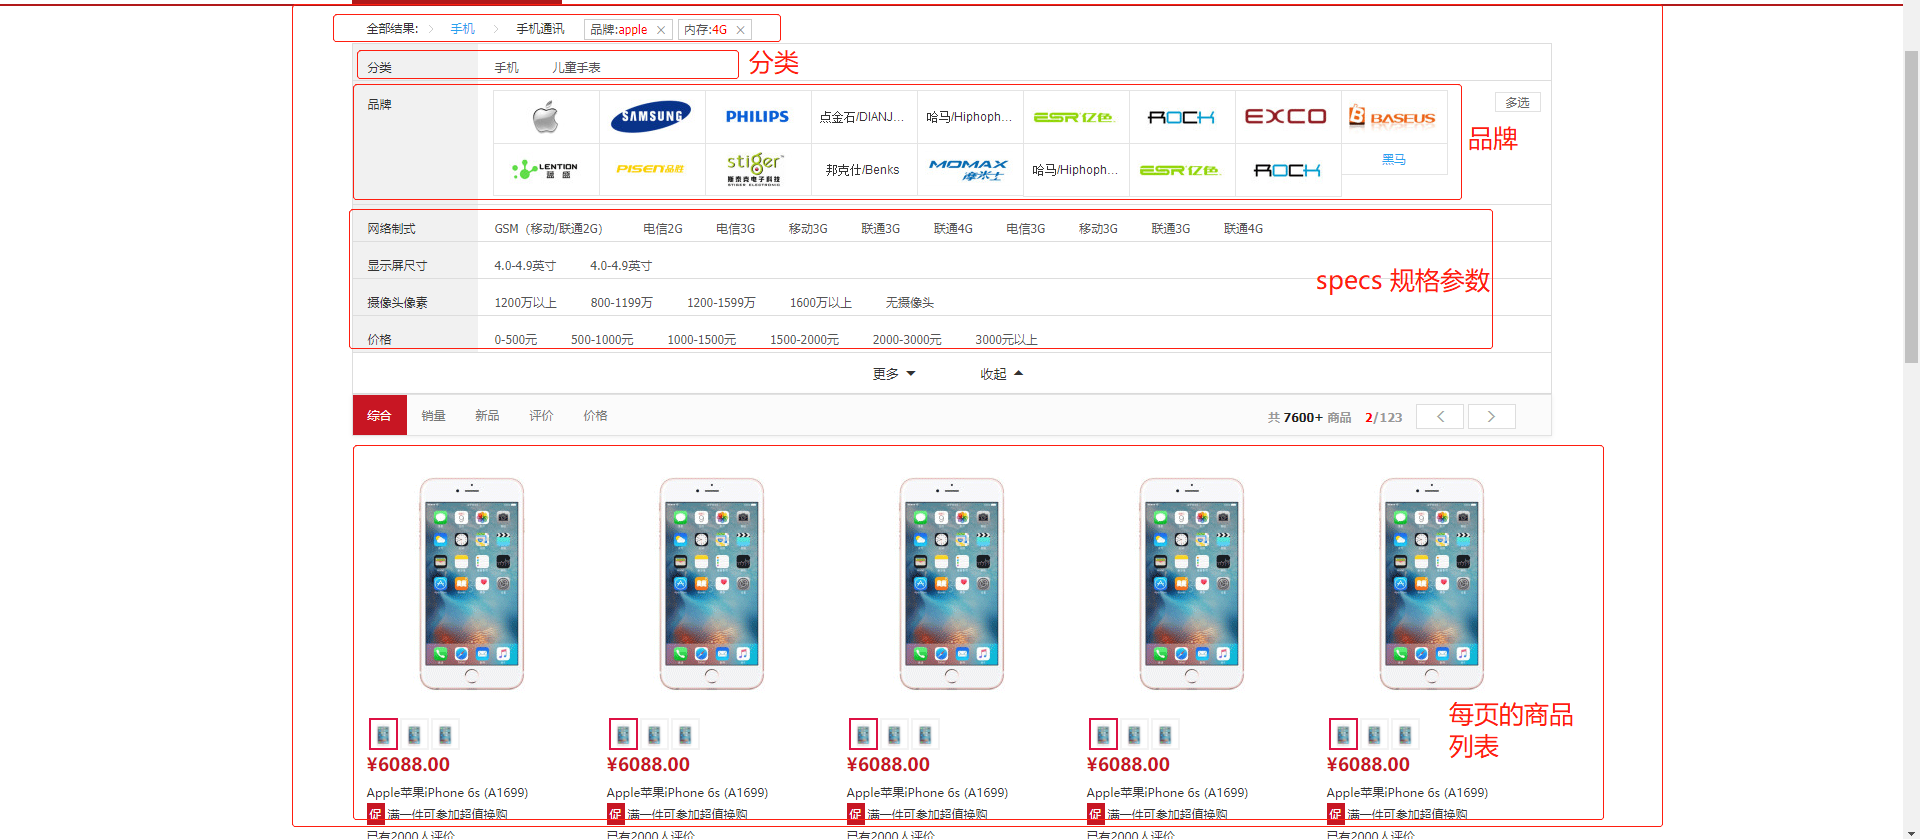 全部结果: 手机 手机通讯 品牌:apple × 内存:4G ×
分类 手机 儿童手表 分类
品牌 SAMSUNG PHILIPS 点金石/DIANJ... 哈马/Hiphoph... ESR亿色 ROCK EXCO BASEUS 多选
品牌
LENTION 蓝盛 PISEN品胜 stiger 斯泰克电子科技 STIGER ELECTRONIC 邦克仕/Benks MOMAX 摩米士 哈马/Hiphoph... ESR亿色 ROCK 黑马
网络制式 GSM（移动/联通2G） 电信2G 电信3G 移动3G 联通3G 联通4G 电信3G 移动3G 联通3G 联通4G
显示屏尺寸 4.0-4.9英寸 4.0-4.9英寸
specs 规格参数
摄像头像素 1200万以上 800-1199万 1200-1599万 1600万以上 无摄像头
价格 0-500元 500-1000元 1000-1500元 1500-2000元 2000-3000元 3000元以上
更多 收起
综合 销量 新品 评价 价格 共 7600+ 商品 2/123 < >
每页的商品
列表
¥6088.00 ¥6088.00 ¥6088.00 ¥6088.00 ¥6088.00
Apple苹果iPhone 6s (A1699) Apple苹果iPhone 6s (A1699) Apple苹果iPhone 6s (A1699) Apple苹果iPhone 6s (A1699) Apple苹果iPhone 6s (A1699)
促 满一件可参加超值换购 促 满一件可参加超值换购 促 满一件可参加超值换购 促 满一件可参加超值换购 促 满一件可参加超值换购
已有2000人评价 已有2000人评价 已有2000人评价 已有2000人评价 已有2000人评价